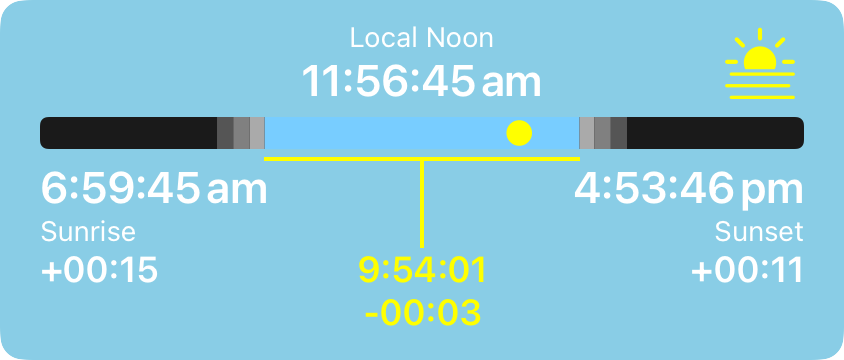 Local Noon
11:56:45 am
6:59:45 am
4:53:46 pm
Sunrise
Sunset
+00:15
9:54:01
+00:11
-00:03